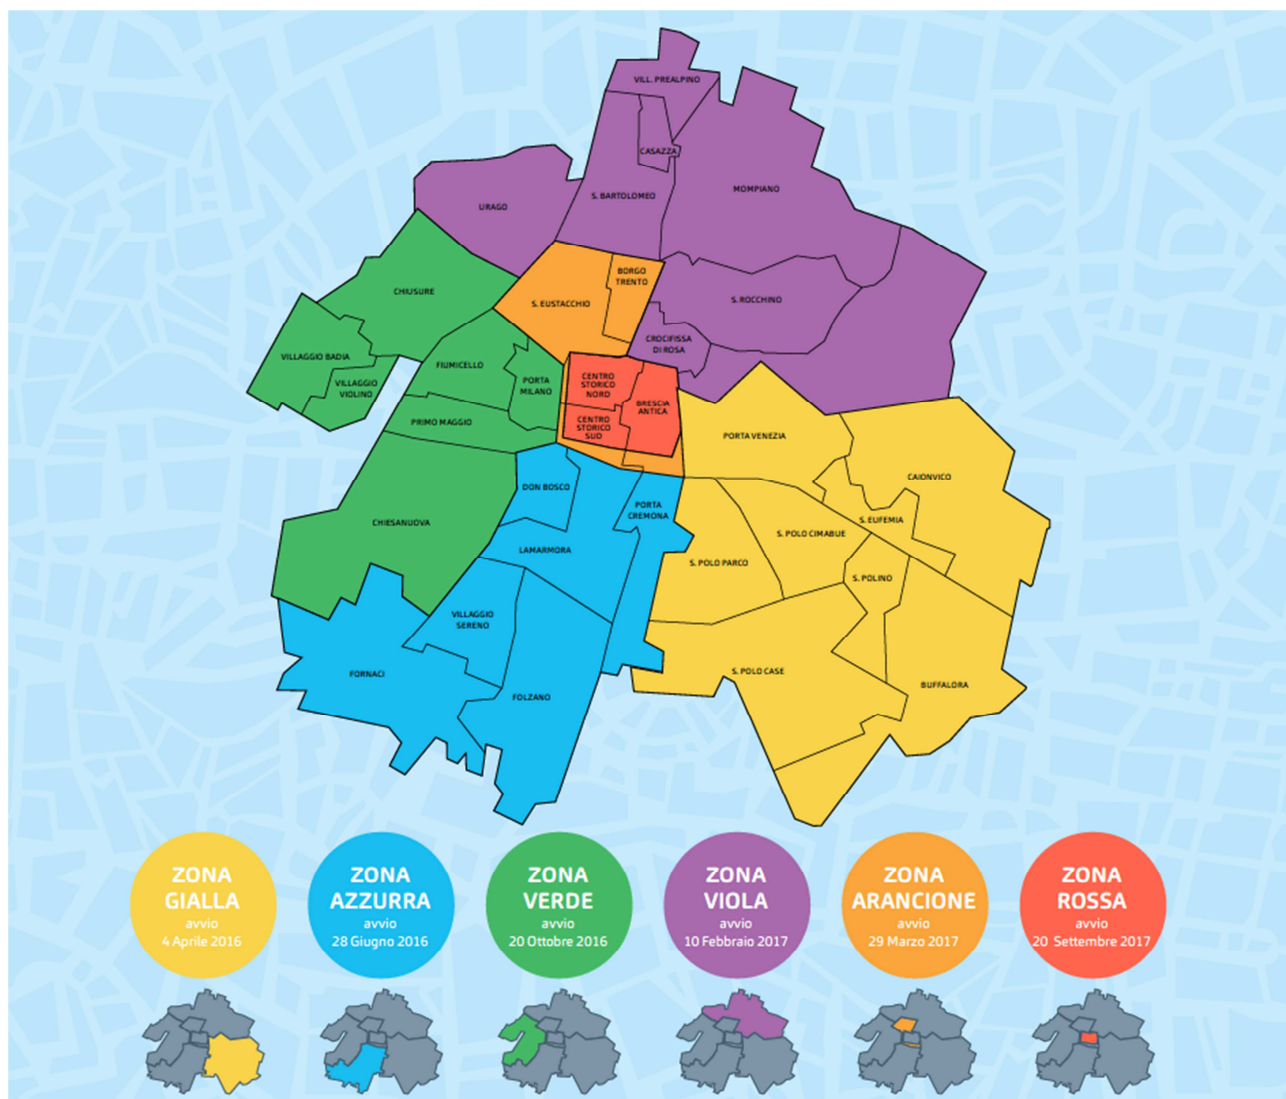 VILL. PREALPINO
CASAZZA
MOMPIANO
S. BARTOLOMEO
URAGO
BORGO
TRENTO
CHIUSURE
S. EUSTACCHIO
S. ROCCHINO
CROCIFISSA
DI ROSA
VILLAGGIO BADIA
FIUMICELLO
VILLAGGIO
VIOLINO
PORTA
MILANO
CENTRO
STORICO
NORD
BRESCIA
ANTICA
PRIMO MAGGIO
CENTRO
STORICO
SUD
PORTA VENEZIA
CAIONVICO
DON BOSCO
PORTA
CREMONA
CHIESANUOVA
S. EUFEMIA
S. POLO CIMABUE
LAMARMORA
S. POLO PARCO
S. POLINO
VILLAGGIO
SERENO
FORNACI
S. POLO CASE
BUFFALORA
FOLZANO
ZONA
GIALLA
avvio
4 Aprile 2016
ZONA
AZZURRA
avvio
28 Giugno 2016
ZONA
VERDE
avvio
20 Ottobre 2016
ZONA
VIOLA
avvio
10 Febbraio 2017
ZONA
ARANCIONE
avvio
29 Marzo 2017
ZONA
ROSSA
avvio
20 Settembre 2017